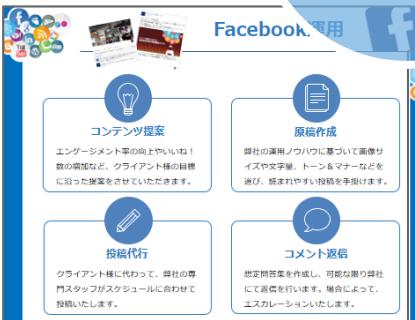 Facebook運用
コンテンツ提案
エンゲージメント率の向上やいいね！
数の増加など、クライアント様の目標
に沿った提案をさせていただきます。
原稿作成
弊社の運用ノウハウに基づいて画像サ
イズや文字量、トーン＆マナーなどを
選び、読まれやすい投稿を手掛けます。
投稿代行
クライアント様に代わって、弊社の専
門スタッフがスケジュールに合わせて
投稿いたします。
コメント返信
想定問答集を作成し、可能な限り弊社
にて返信を行います。場合によって、
エスカレーションいたします。